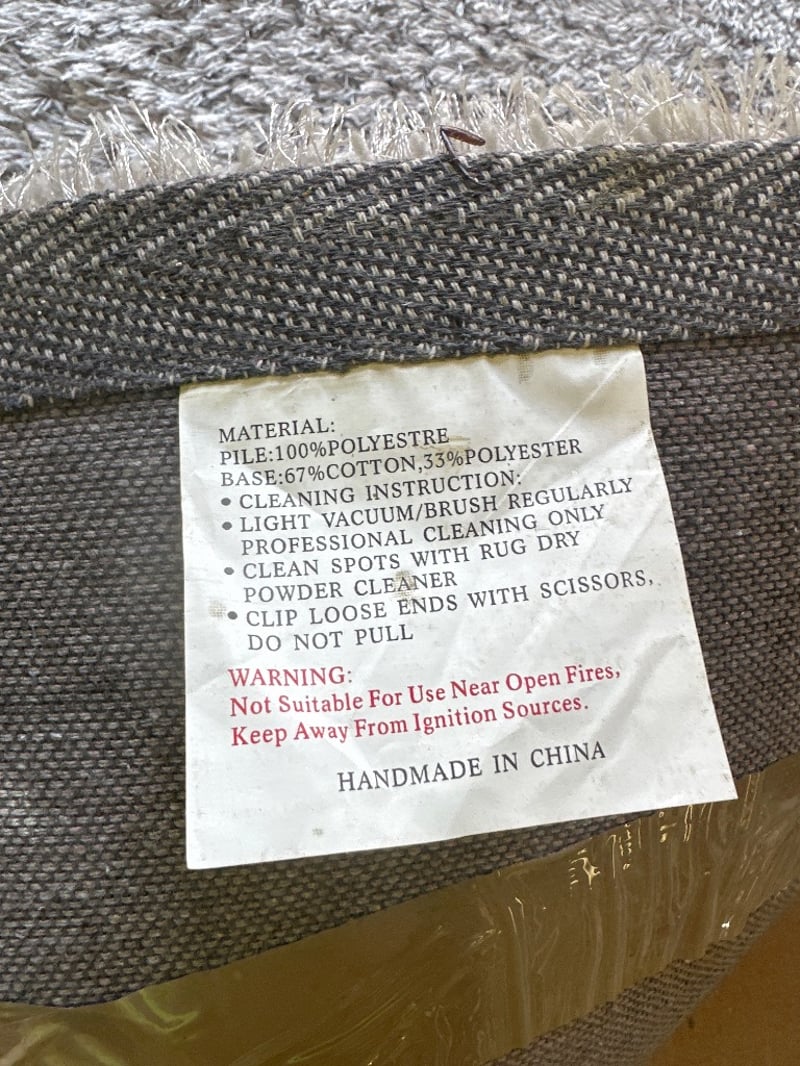 MATERIAL:
PILE:100%POLYESTRE
BASE:67%COTTON,33%POLYESTER
• CLEANING INSTRUCTION:
• LIGHT VACUUM/BRUSH REGULARLY
PROFESSIONAL CLEANING ONLY
• CLEAN SPOTS WITH RUG DRY
POWDER CLEANER
• CLIP LOOSE ENDS WITH SCISSORS,
DO NOT PULL
WARNING:
Not Suitable For Use Near Open Fires,
Keep Away From Ignition Sources.
HANDMADE IN CHINA